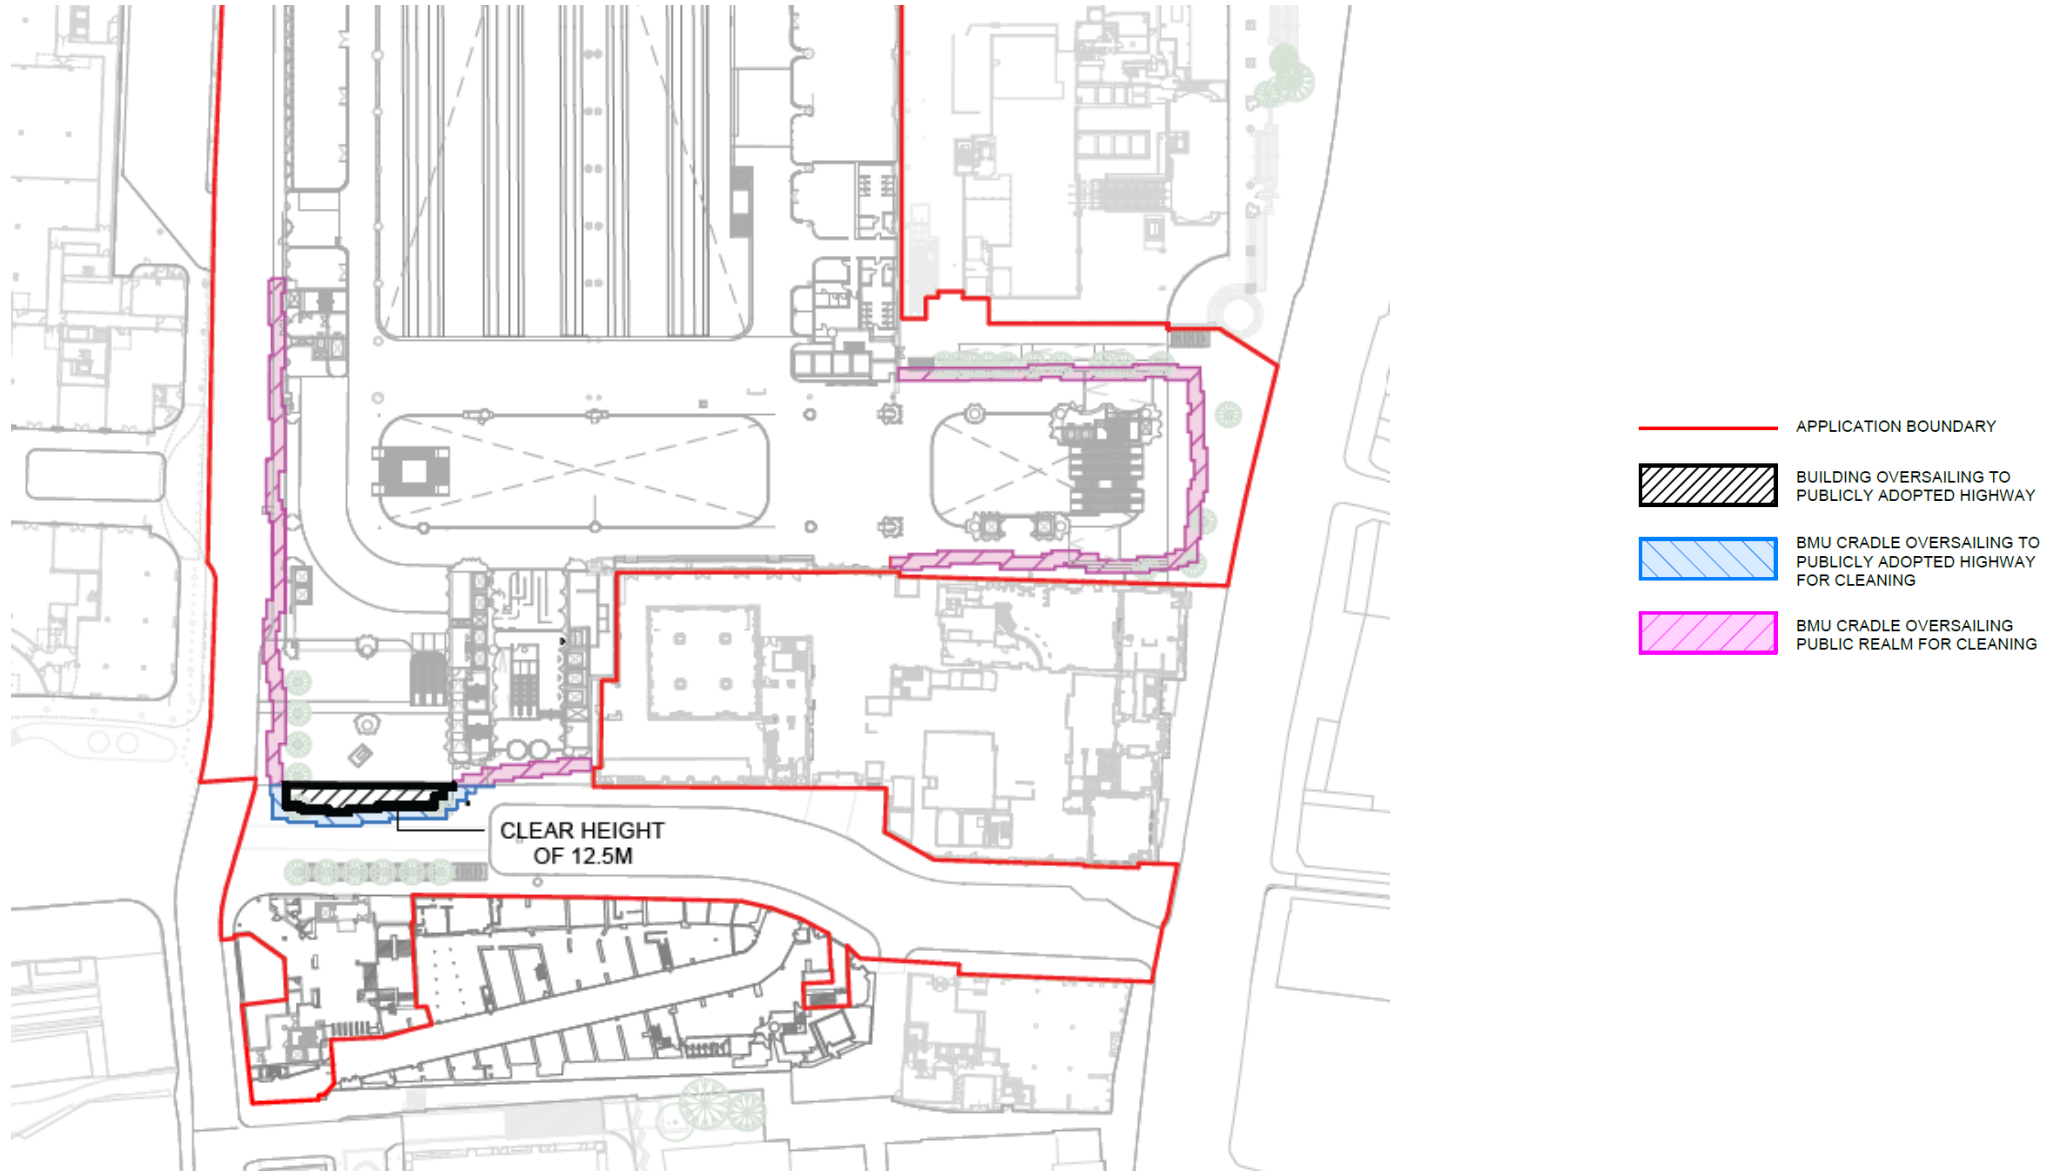 CLEAR HEIGHT
OF 12.5M
APPLICATION BOUNDARY
BUILDING OVERSAILING TO
PUBLICLY ADOPTED HIGHWAY
BMU CRADLE OVERSAILING TO
PUBLICLY ADOPTED HIGHWAY
FOR CLEANING
BMU CRADLE OVERSAILING
PUBLIC REALM FOR CLEANING